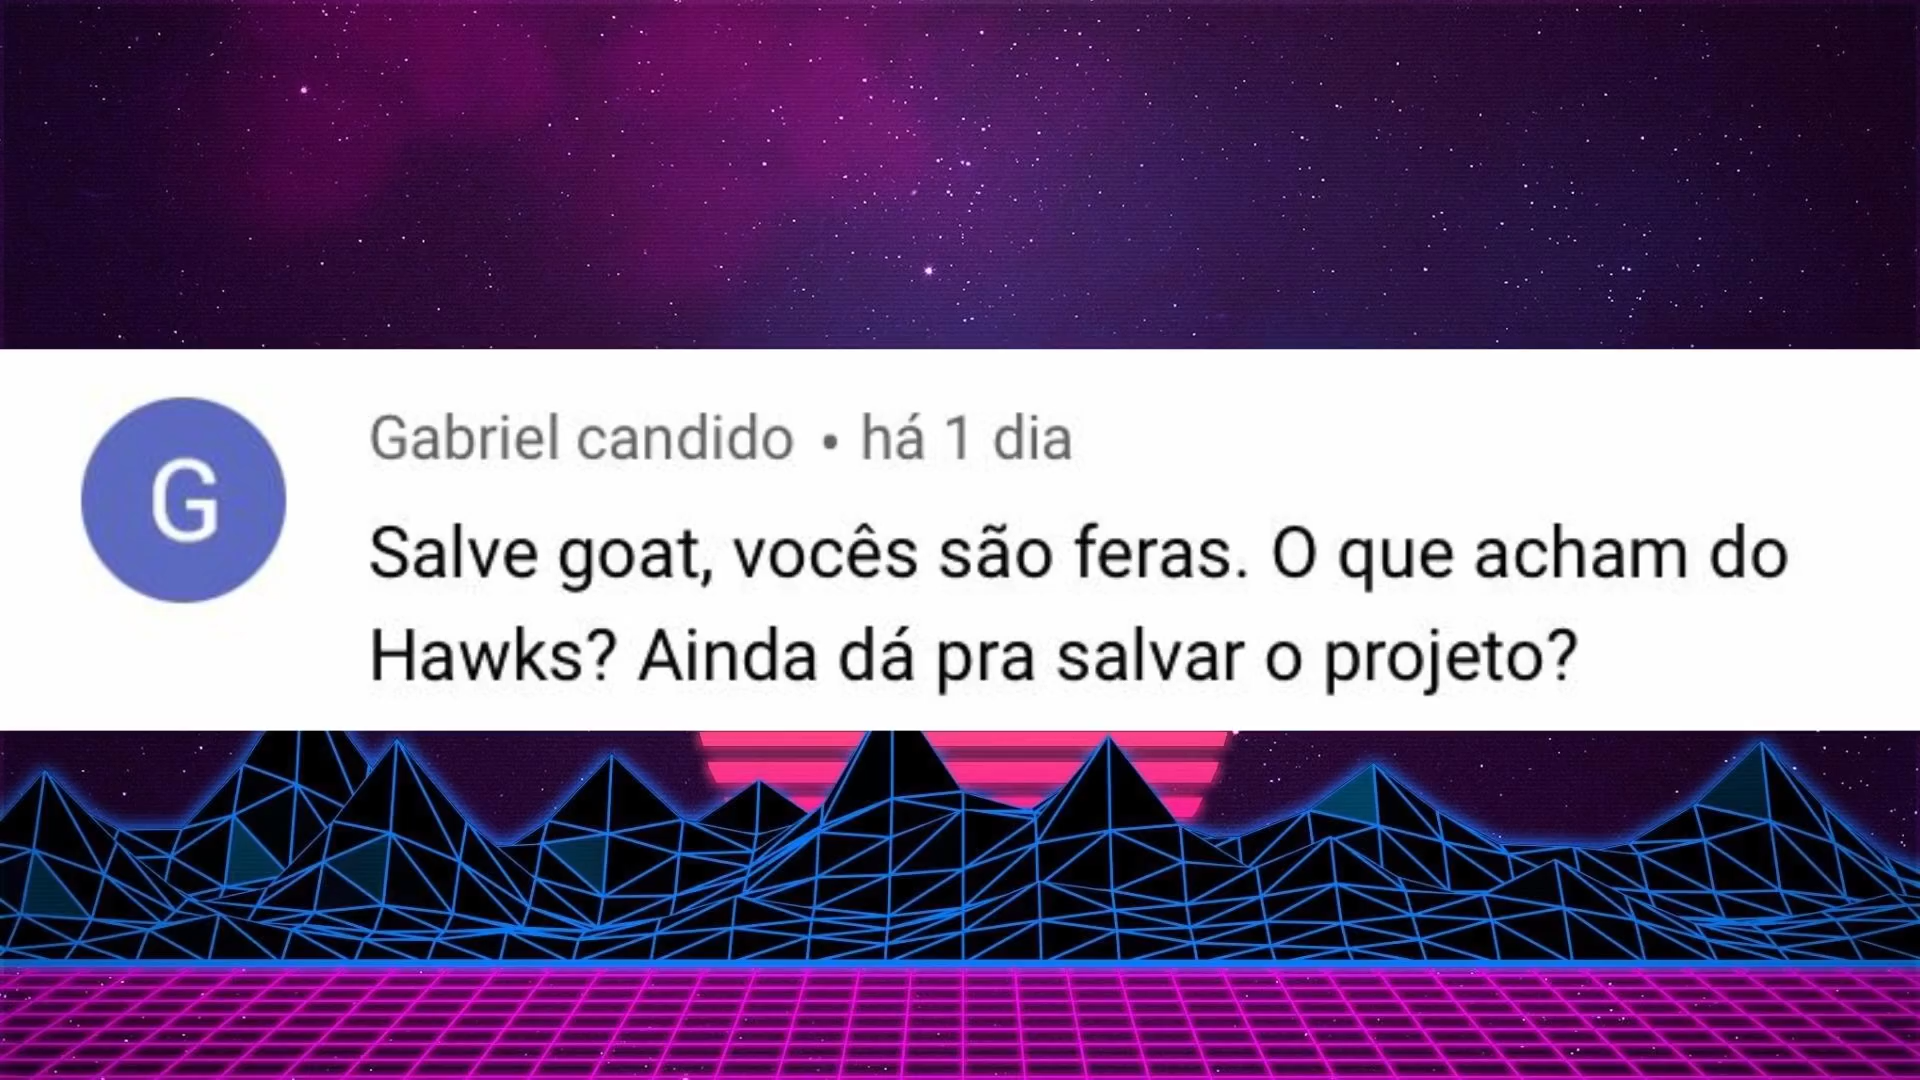 G
Gabriel candido • há 1 dia
Salve goat, vocês são feras. O que acham do
Hawks? Ainda dá pra salvar o projeto?